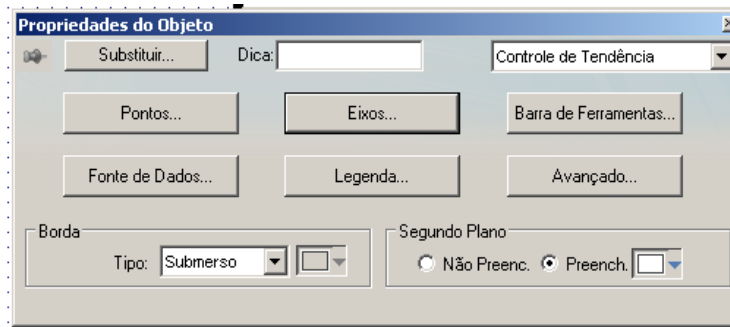 Propriedades do Objeto
Substituir... Dica: Controle de Tendência
Pontos... Eixos... Barra de Ferramentas...
Fonte de Dados... Legenda... Avançado...
Borda Segundo Plano
Tipo: Submerso Não Preenc. Preench.